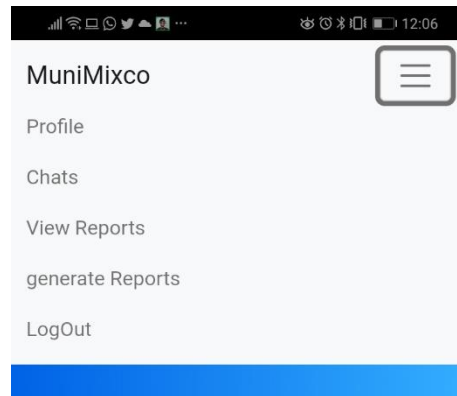 12:06
MuniMixco
Profile
Chats
View Reports
generate Reports
LogOut